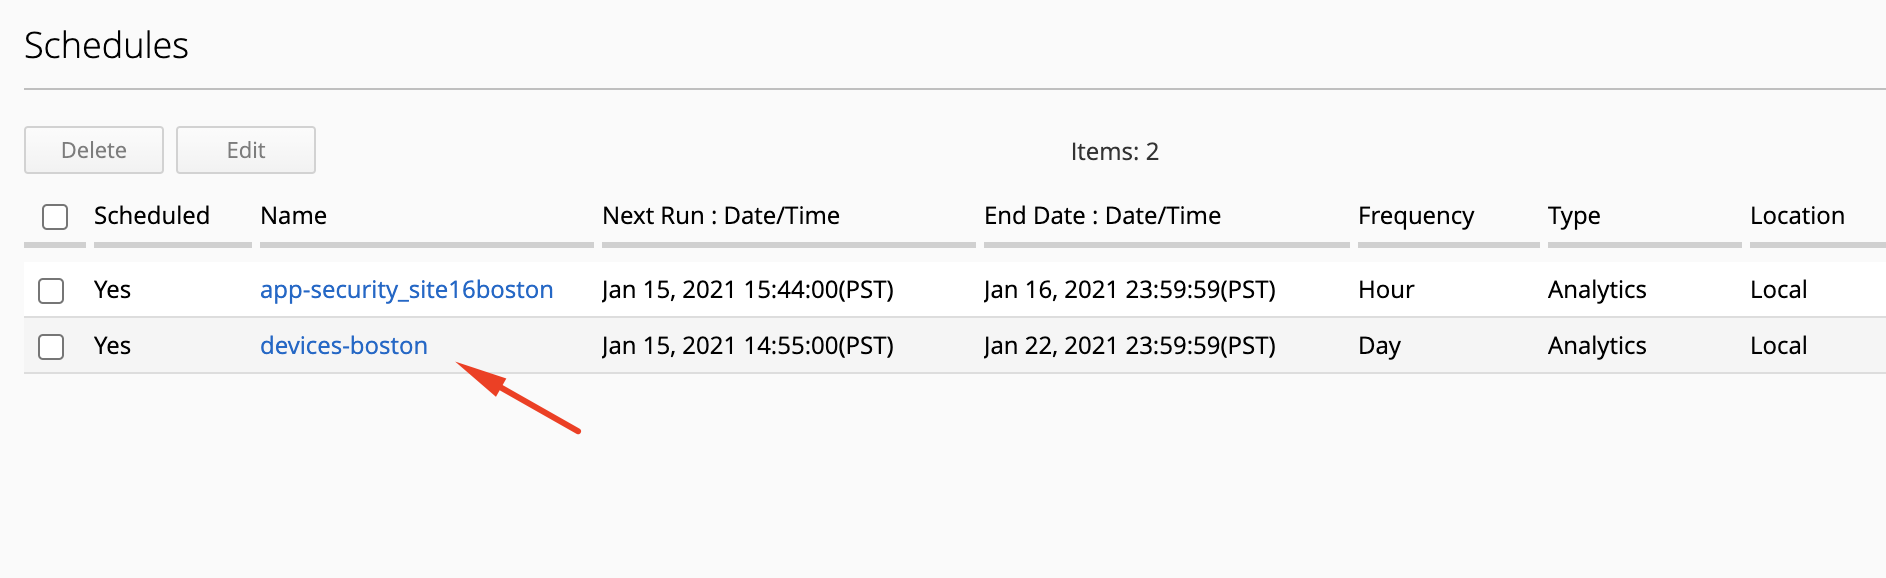 Schedules
Delete Edit Items: 2
Scheduled Name Next Run : Date/Time End Date : Date/Time Frequency Type Location
Yes app-security_site16boston Jan 15, 2021 15:44:00(PST) Jan 16, 2021 23:59:59(PST) Hour Analytics Local
Yes devices-boston Jan 15, 2021 14:55:00(PST) Jan 22, 2021 23:59:59(PST) Day Analytics Local